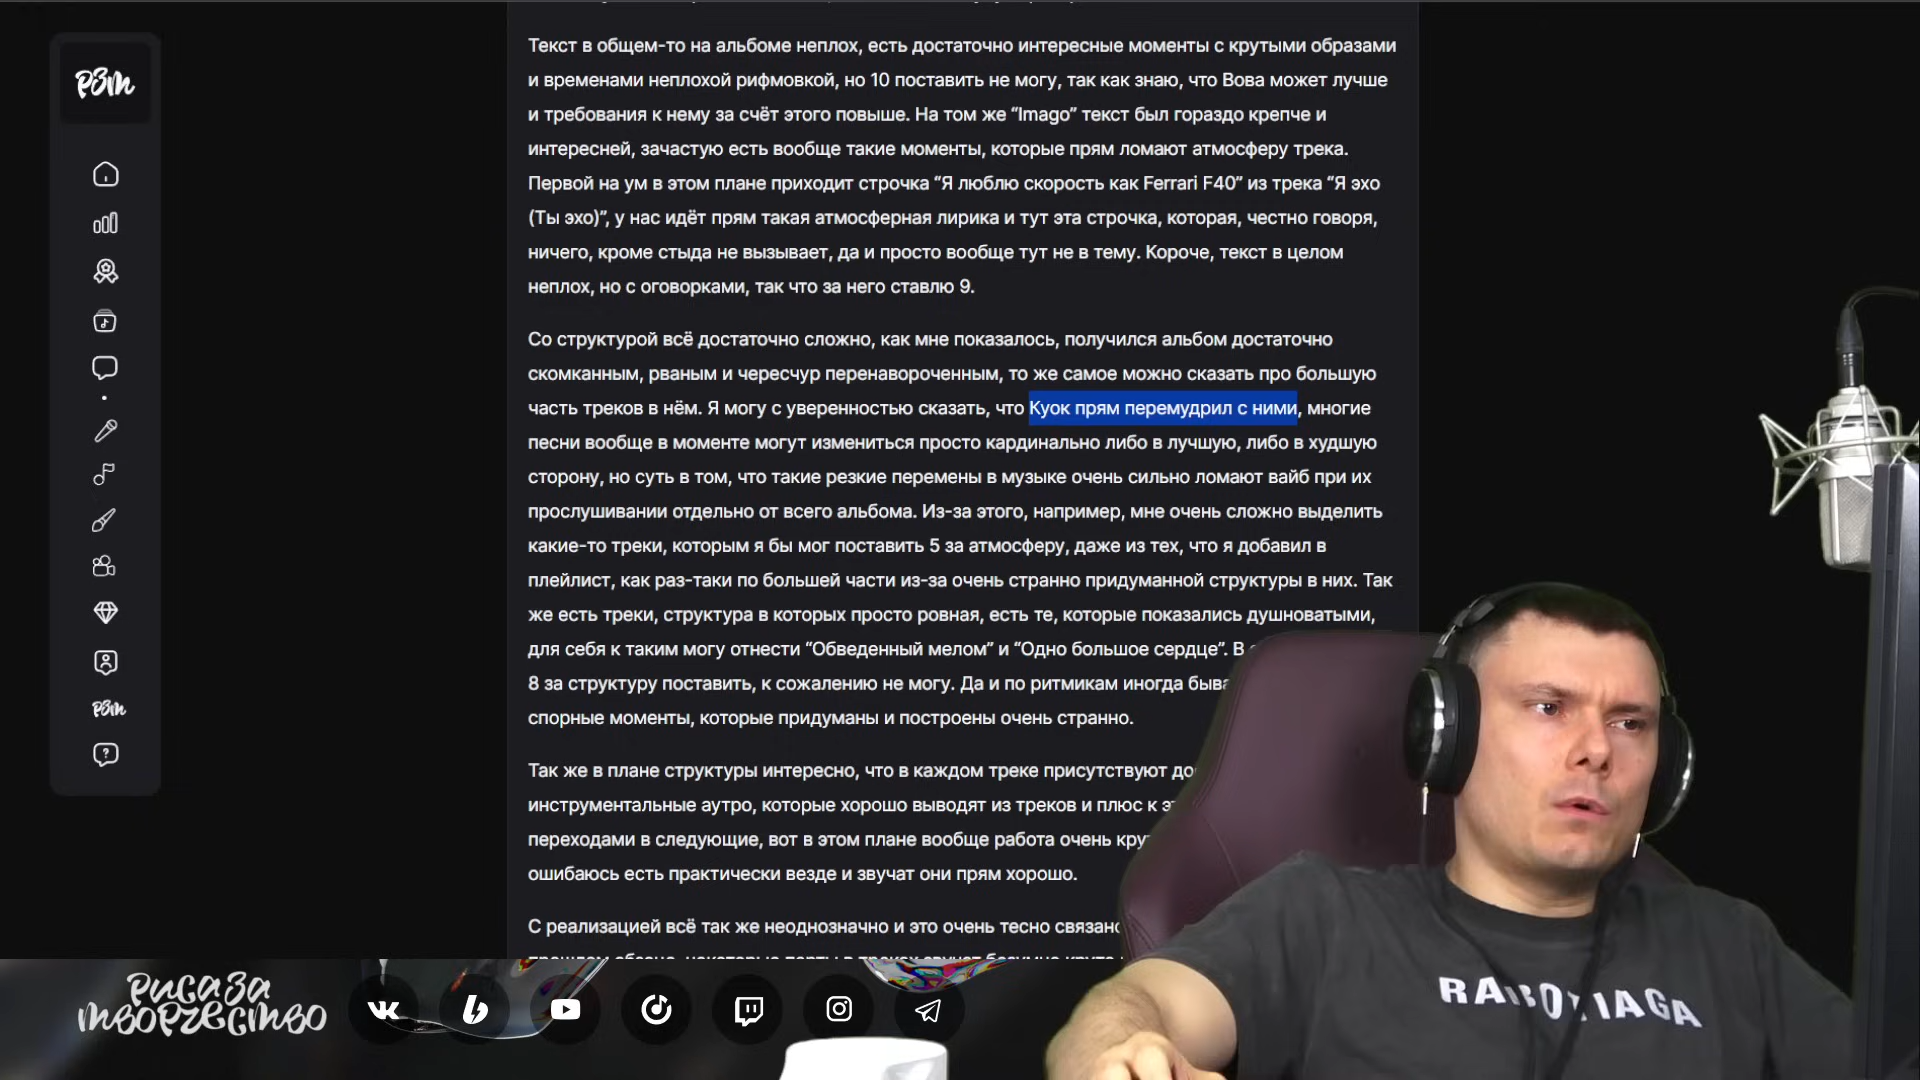 РЗТ
Текст в общем-то на альбоме неплох, есть достаточно интересные моменты с крутыми образами
и временами неплохой рифмовкой, но 10 поставить не могу, так как знаю, что Вова может лучше
и требования к нему за счёт этого повыше. На том же “Imago” текст был гораздо крепче и
интересней, зачастую есть вообще такие моменты, которые прям ломают атмосферу трека.
Первой на ум в этом плане приходит строчка “Я люблю скорость как Ferrari F40” из трека “Я эхо
(Ты эхо)”, у нас идёт прям такая атмосферная лирика и тут эта строчка, которая, честно говоря,
ничего, кроме стыда не вызывает, да и просто вообще тут не в тему. Короче, текст в целом
неплох, но с оговорками, так что за него ставлю 9.
Со структурой всё достаточно сложно, как мне показалось, получился альбом достаточно
скомканным, рваным и чересчур перенавороченным, то же самое можно сказать про большую
часть треков в нём. Я могу с уверенностью сказать, что Куок прям перемудрил с ними, многие
песни вообще в моменте могут измениться просто кардинально либо в лучшую, либо в худшую
сторону, но суть в том, что такие резкие перемены в музыке очень сильно ломают вайб при их
прослушивании отдельно от всего альбома. Из-за этого, например, мне очень сложно выделить
какие-то треки, которым я бы мог поставить 5 за атмосферу, даже из тех, что я добавил в
плейлист, как раз-таки по большей части из-за очень странно придуманной структуры в них. Так
же есть треки, структура в которых просто ровная, есть те, которые показались душноватыми,
для себя к таким могу отнести “Обведенный мелом” и “Одно большое сердце”. В
8 за структуру поставить, к сожалению не могу. Да и по ритмикам иногда быва
спорные моменты, которые придуманы и построены очень странно.
Так же в плане структуры интересно, что в каждом треке присутствуют до
инструментальные аутро, которые хорошо выводят из треков и плюс к э
переходами в следующие, вот в этом плане вообще работа очень кру
ошибаюсь есть практически везде и звучат они прям хорошо.
С реализацией всё так же неоднозначно и это очень тесно связано
РЗТ
риса за
творчество
RABOTIAGA